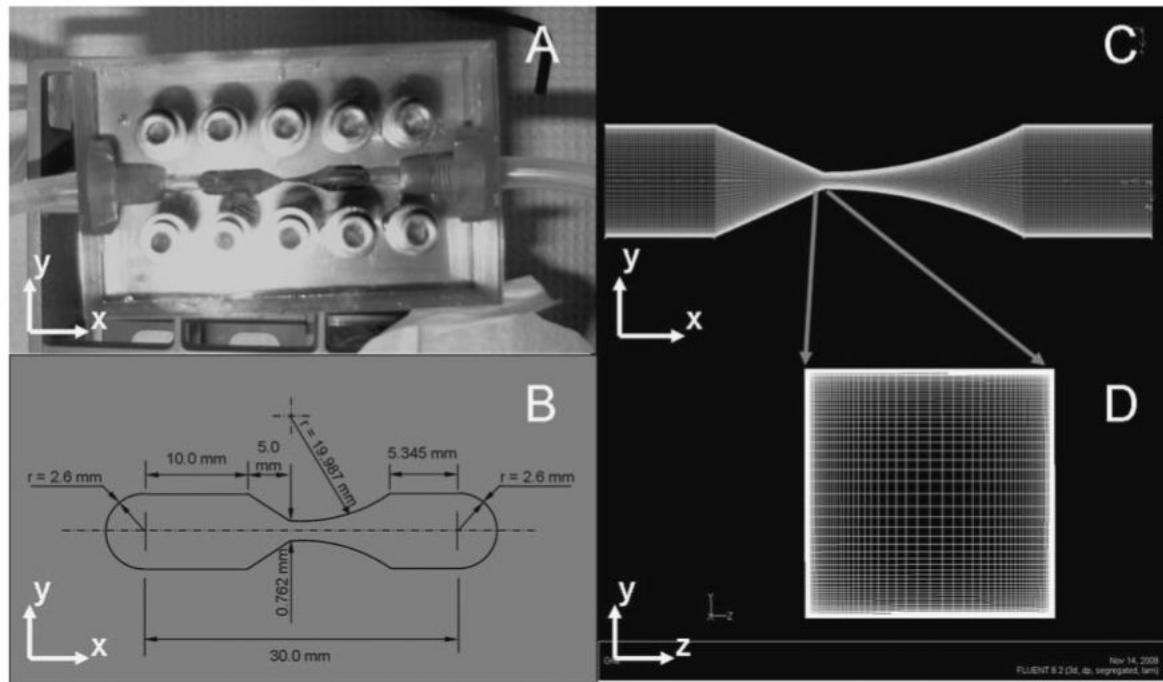 A
y
x
B
r = 19.987 mm
5.0
mm
10.0 mm
5.345 mm
r = 2.6 mm
r = 2.6 mm
0.762 mm
30.0 mm
y
x
C
y
x
D
Y
Z
y
z
Grid
Nov 14, 2008
FLUENT 6.2 (3d, dp, segregated, lam)